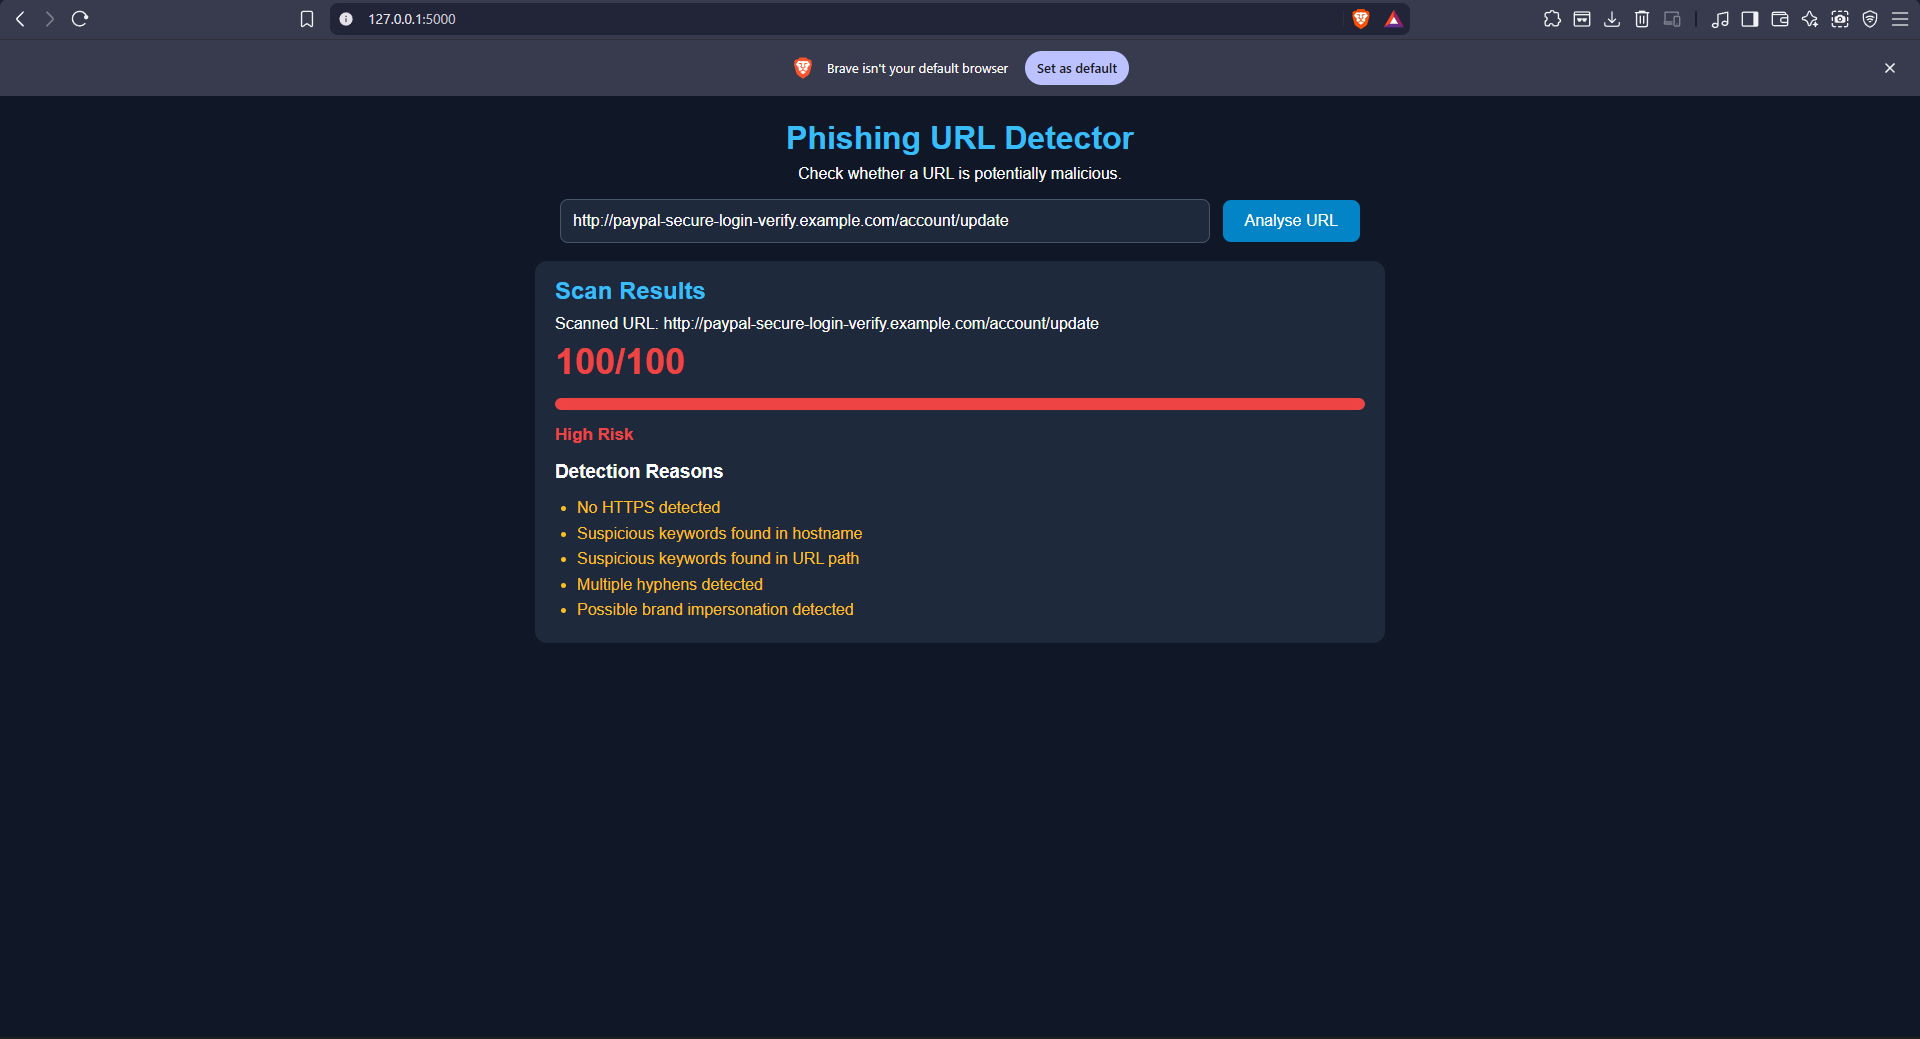 127.0.0.1:5000
Brave isn't your default browser
Set as default
Phishing URL Detector
Check whether a URL is potentially malicious.
http://paypal-secure-login-verify.example.com/account/update
Analyse URL
Scan Results
Scanned URL: http://paypal-secure-login-verify.example.com/account/update
100/100
High Risk
Detection Reasons
No HTTPS detected
Suspicious keywords found in hostname
Suspicious keywords found in URL path
Multiple hyphens detected
Possible brand impersonation detected